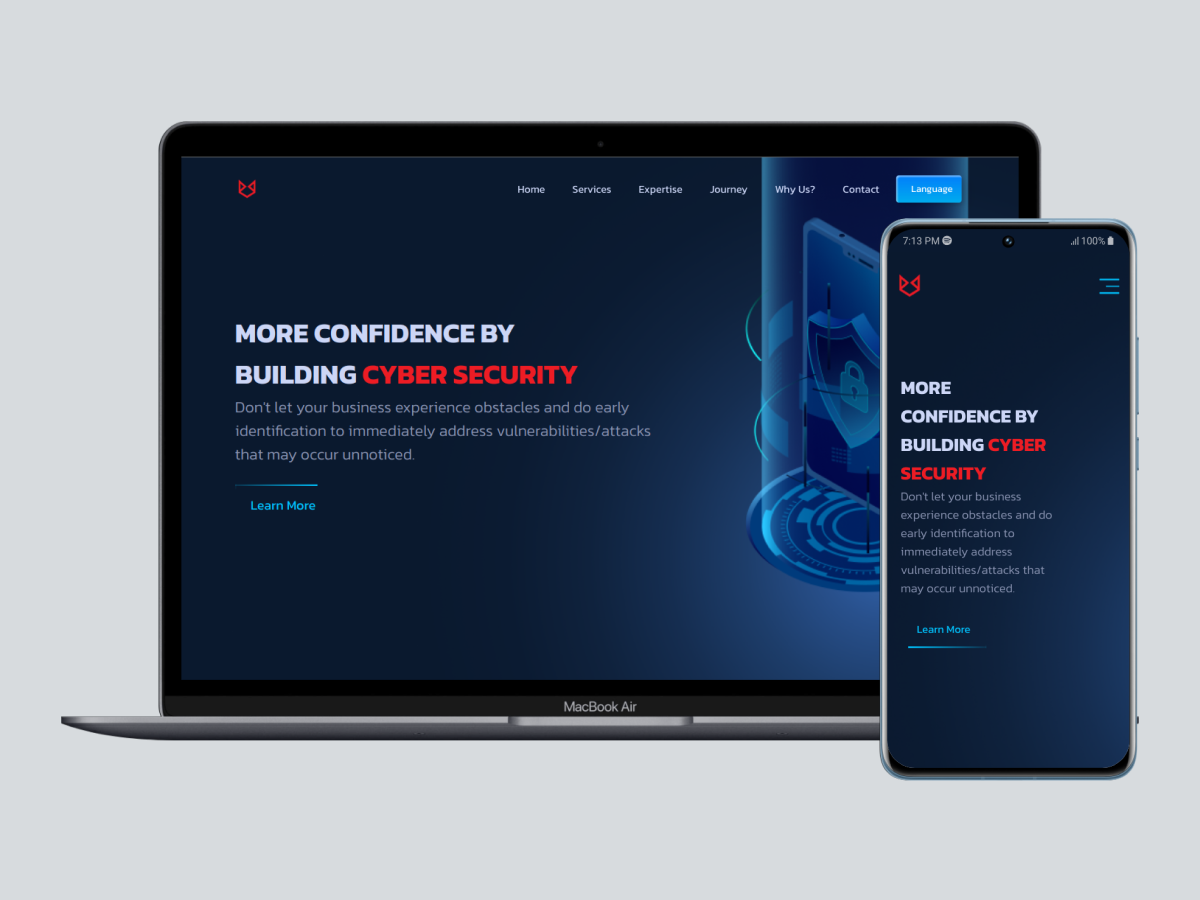 Home Services Expertise Journey Why Us? Contact Language
MORE CONFIDENCE BY
BUILDING CYBER SECURITY
Don't let your business experience obstacles and do early
identification to immediately address vulnerabilities/attacks
that may occur unnoticed.
Learn More
MacBook Air
7:13 PM 100%
MORE
CONFIDENCE BY
BUILDING CYBER
SECURITY
Don't let your business
experience obstacles and do
early identification to
immediately address
vulnerabilities/attacks that
may occur unnoticed.
Learn More